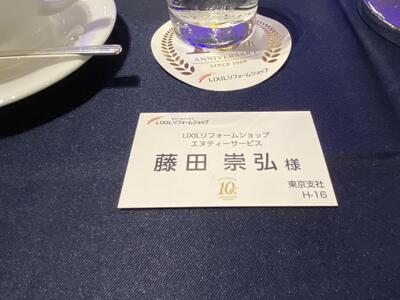 ANNIVERSARY
SINCE 1998
LIXILリフォームショップ
LIXILリフォームショップ
LIXILリフォームショップ
エヌティーサービス
藤田 崇弘 様
10
東京支社
H-16